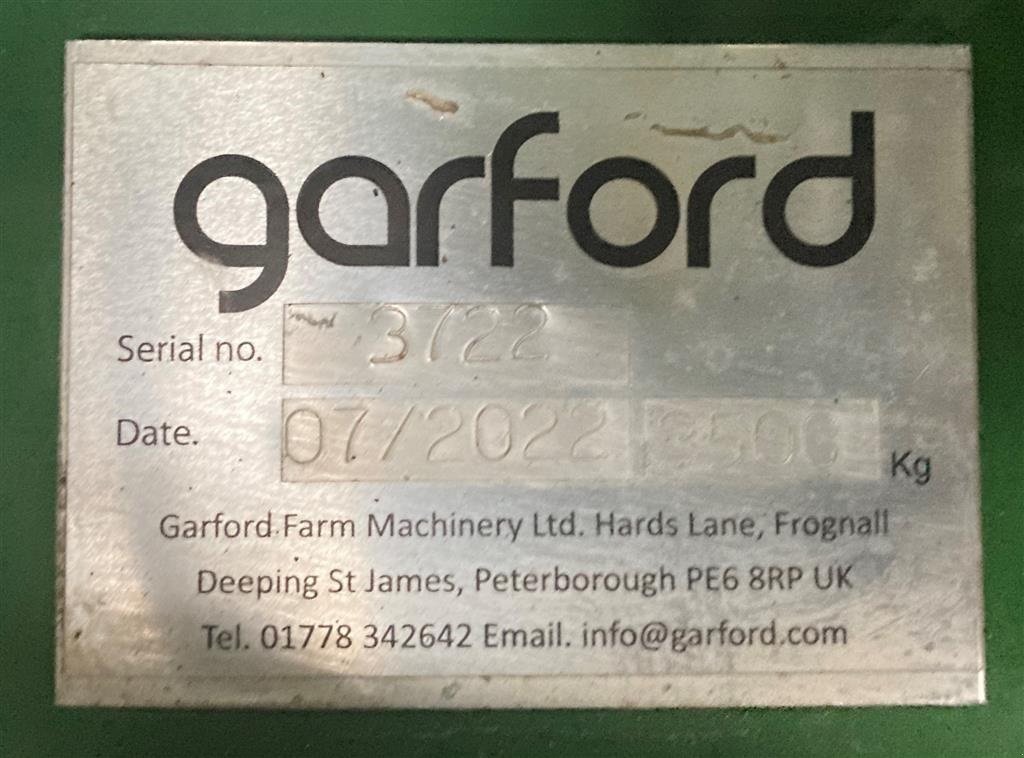 garford
Serial no. 3722
Date. 07/2022 Kg
Garford Farm Machinery Ltd. Hards Lane, Frognall
Deeping St James, Peterborough PE6 8RP UK
Tel. 01778 342642 Email. info@garford.com